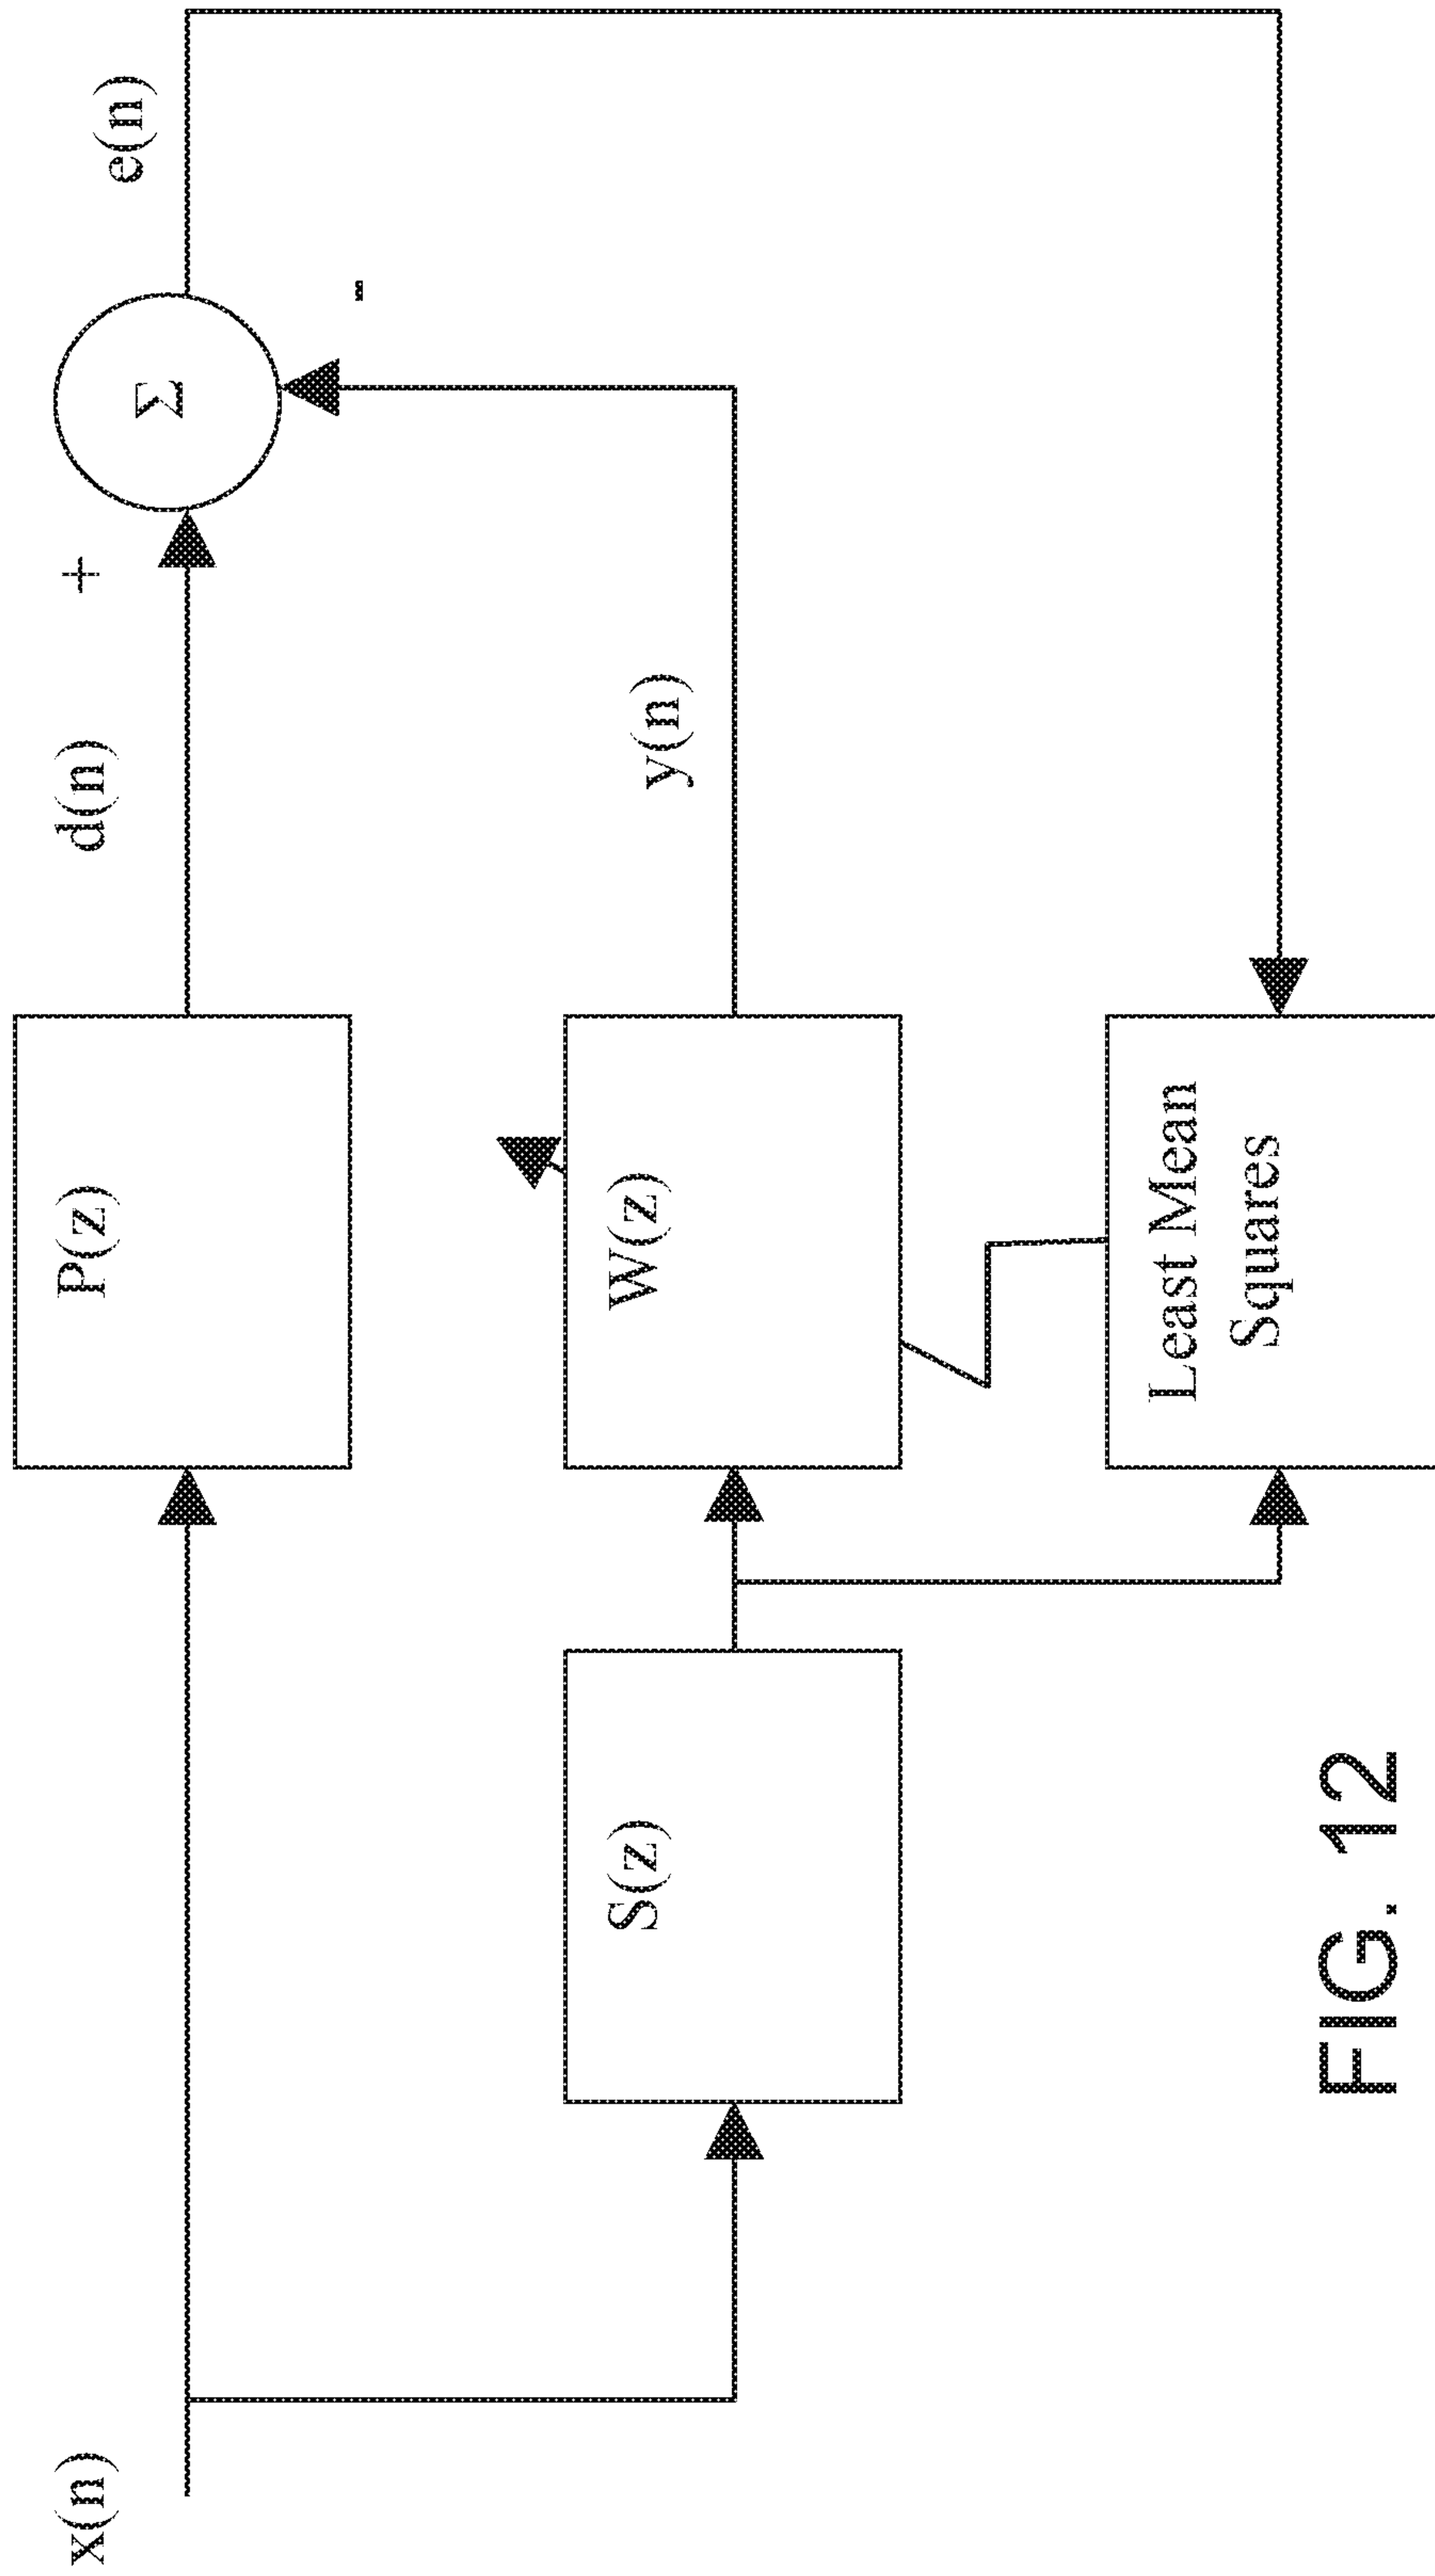 x(n)
P(z)
d(n)
+
Σ
e(n)
-
S(z)
W(z)
y(n)
Least Mean
Squares
FIG. 12